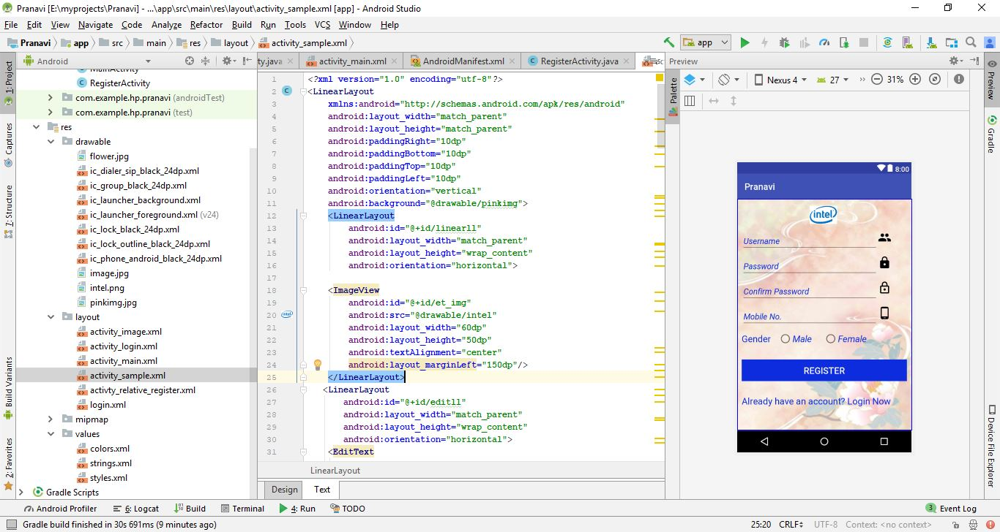 Pranavi [E:\myprojects\Pranavi] - ...\app\src\main\res\layout\activity_sample.xml [app] - Android Studio
File Edit View Navigate Code Analyze Refactor Build Run Tools VCS Window Help
Pranavi app src main res layout activity_sample.xml
app
Android
ty.java activity_main.xml AndroidManifest.xml RegisterActivity.java
Preview
1: Project
Captures
7: Structure
Build Variants
2: Favorites
MainActivity
RegisterActivity
com.example.hp.pranavi (androidTest)
com.example.hp.pranavi (test)
res
drawable
flower.jpg
ic_dialer_sip_black_24dp.xml
ic_group_black_24dp.xml
ic_launcher_background.xml
ic_launcher_foreground.xml (v24)
ic_lock_black_24dp.xml
ic_lock_outline_black_24dp.xml
ic_phone_android_black_24dp.xml
image.jpg
intel.png
pinkimg.jpg
layout
activity_image.xml
activity_login.xml
activity_main.xml
activity_sample.xml
activty_relative_register.xml
login.xml
mipmap
values
colors.xml
strings.xml
styles.xml
Gradle Scripts
1 <?xml version="1.0" encoding="utf-8"?>
2 <LinearLayout
3 xmlns:android="http://schemas.android.com/apk/res/android"
4 android:layout_width="match_parent"
5 android:layout_height="match_parent"
6 android:paddingRight="10dp"
7 android:paddingBottom="10dp"
8 android:paddingTop="10dp"
9 android:paddingLeft="10dp"
10 android:orientation="vertical"
11 android:background="@drawable/pinkimg">
12 <LinearLayout
13 android:id="@+id/linearll"
14 android:layout_width="match_parent"
15 android:layout_height="wrap_content"
16 android:orientation="horizontal">
17
18 <ImageView
19 android:id="@+id/et_img"
20 android:src="@drawable/intel"
21 android:layout_width="60dp"
22 android:layout_height="50dp"
23 android:textAlignment="center"
24 android:layout_marginLeft="150dp"/>
25 </LinearLayout>
26 <LinearLayout
27 android:id="@+id/editll"
28 android:layout_width="match_parent"
29 android:layout_height="wrap_content"
30 android:orientation="horizontal">
31 <EditText
LinearLayout
Design Text
Palette
Nexus 4 27 31%
8:00
Pranavi
intel
Username
Password
Confirm Password
Mobile No.
Gender Male Female
REGISTER
Already have an account? Login Now
Preview
Gradle
Device File Explorer
Android Profiler 6: Logcat Build Terminal 4: Run TODO 3 Event Log
Gradle build finished in 30s 691ms (9 minutes ago) 25:20 CRLF UTF-8 Context: <no context>